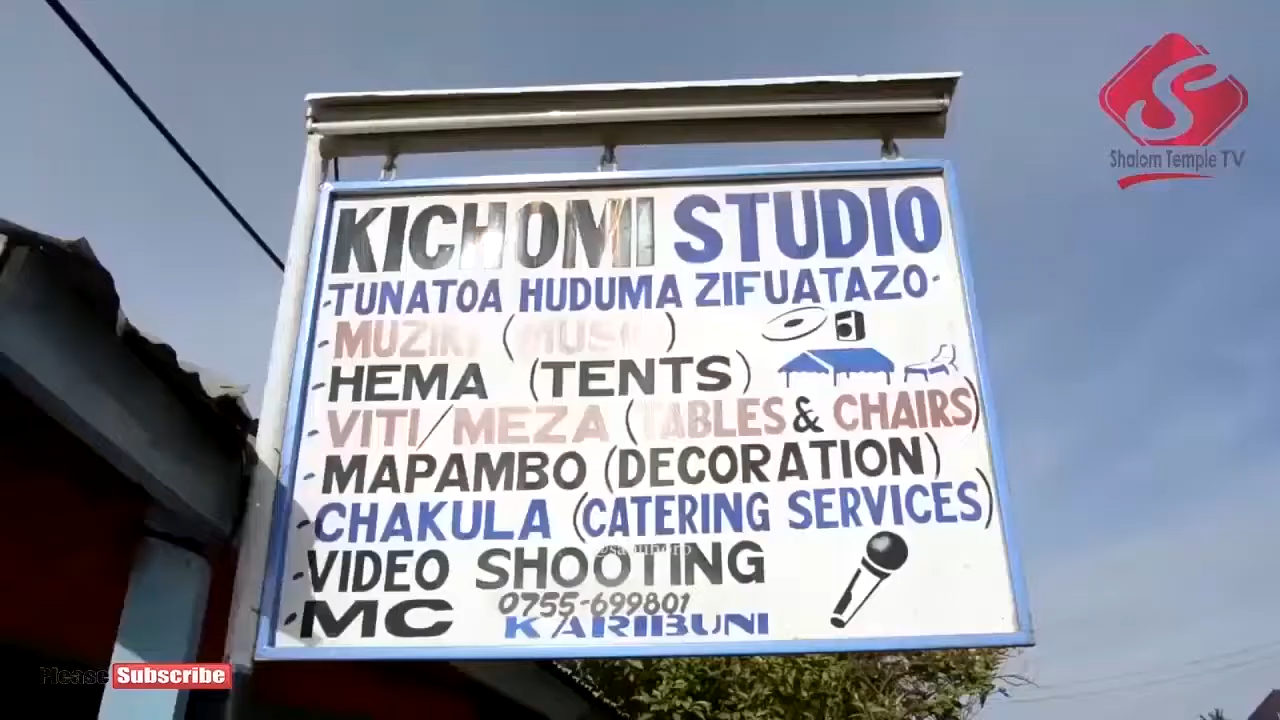 Shalom Temple TV
KICHOMI STUDIO
-TUNATOA HUDUMA ZIFUATAZO-
-MUZIKI (MUSIC)
-HEMA (TENTS)
-VITI/MEZA (TABLES & CHAIRS)
-MAPAMBO (DECORATION)
-CHAKULA (CATERING SERVICES)
-VIDEO SHOOTING
-MC 0755-699801
KARIBUNI
Please Subscribe